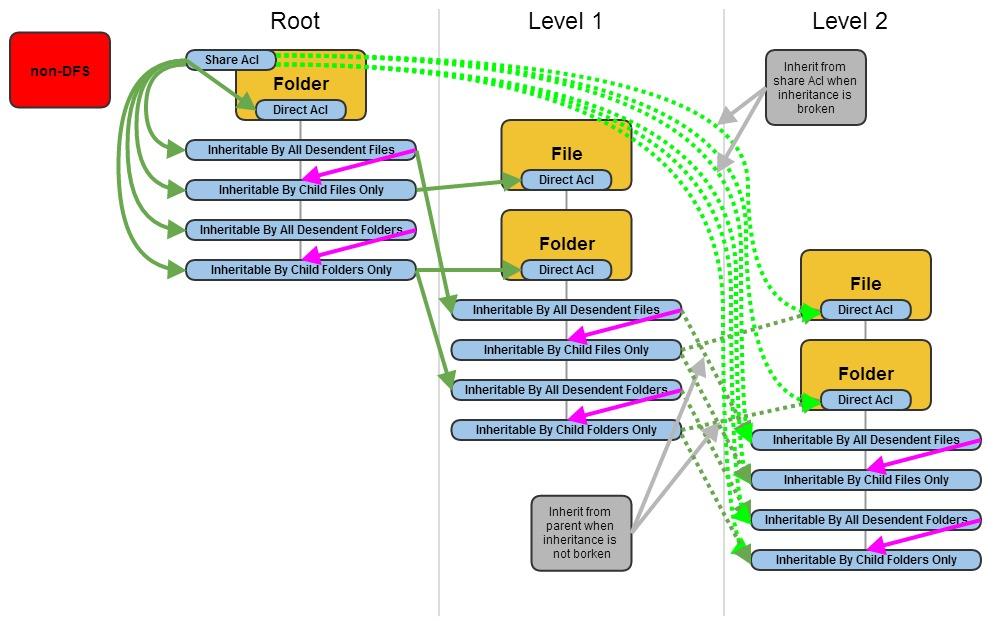 Root
Level 1
Level 2
non-DFS
Share Acl
Folder
Direct Acl
Inheritable By All Desendent Files
Inheritable By Child Files Only
Inheritable By All Desendent Folders
Inheritable By Child Folders Only
File
Direct Acl
Folder
Direct Acl
Inheritable By All Desendent Files
Inheritable By Child Files Only
Inheritable By All Desendent Folders
Inheritable By Child Folders Only
Inherit from
parent when
inheritance is
not borken
Inherit from
share Acl when
inheritance is
broken
File
Direct Acl
Folder
Direct Acl
Inheritable By All Desendent Files
Inheritable By Child Files Only
Inheritable By All Desendent Folders
Inheritable By Child Folders Only